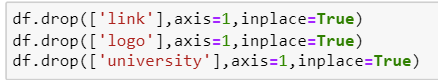 df.drop(['link'],axis=1,inplace=True)
df.drop(['logo'],axis=1,inplace=True)
df.drop(['university'],axis=1,inplace=True)